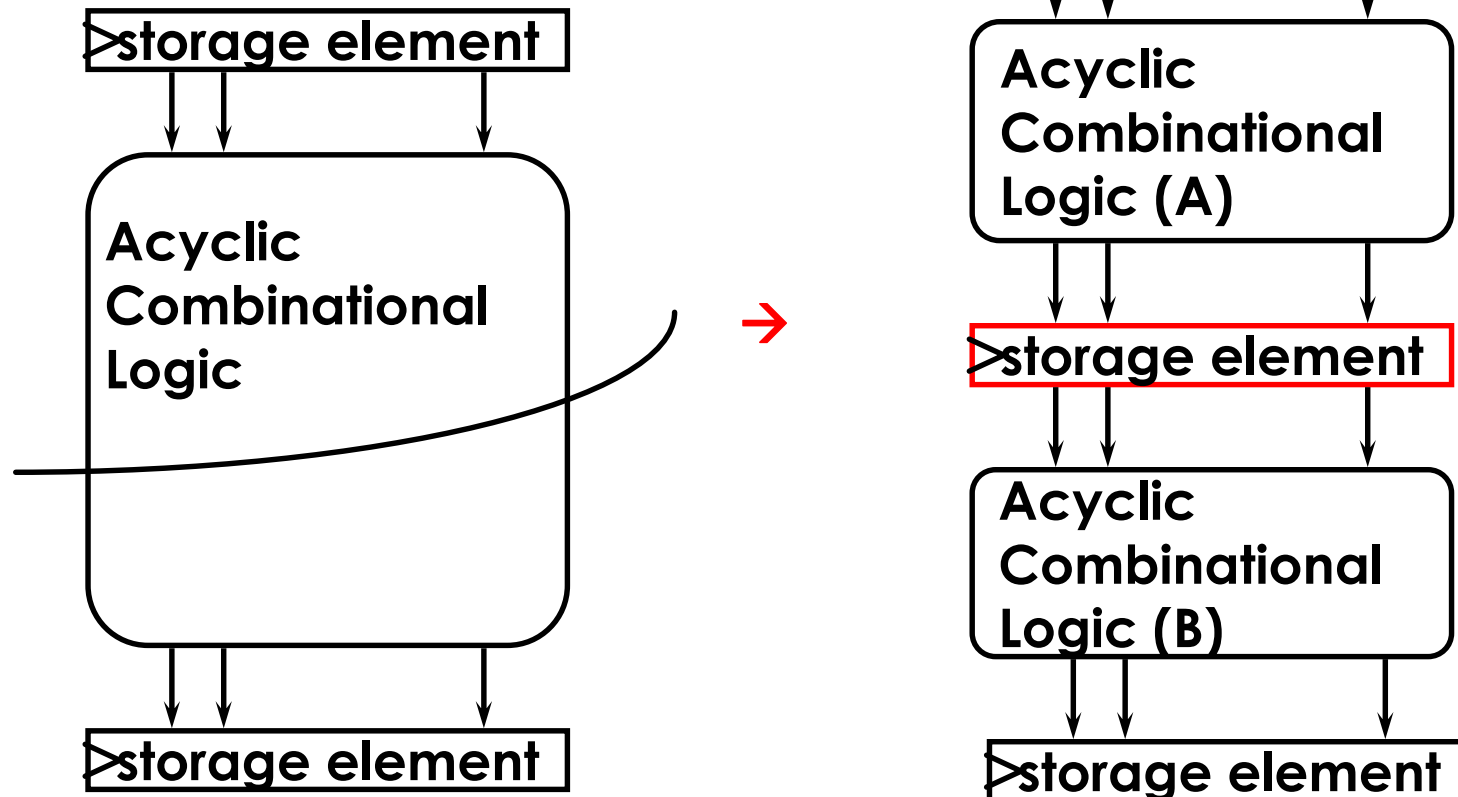 storage element
Acyclic
Combinational
Logic
storage element
Acyclic
Combinational
Logic (A)
storage element
Acyclic
Combinational
Logic (B)
storage element